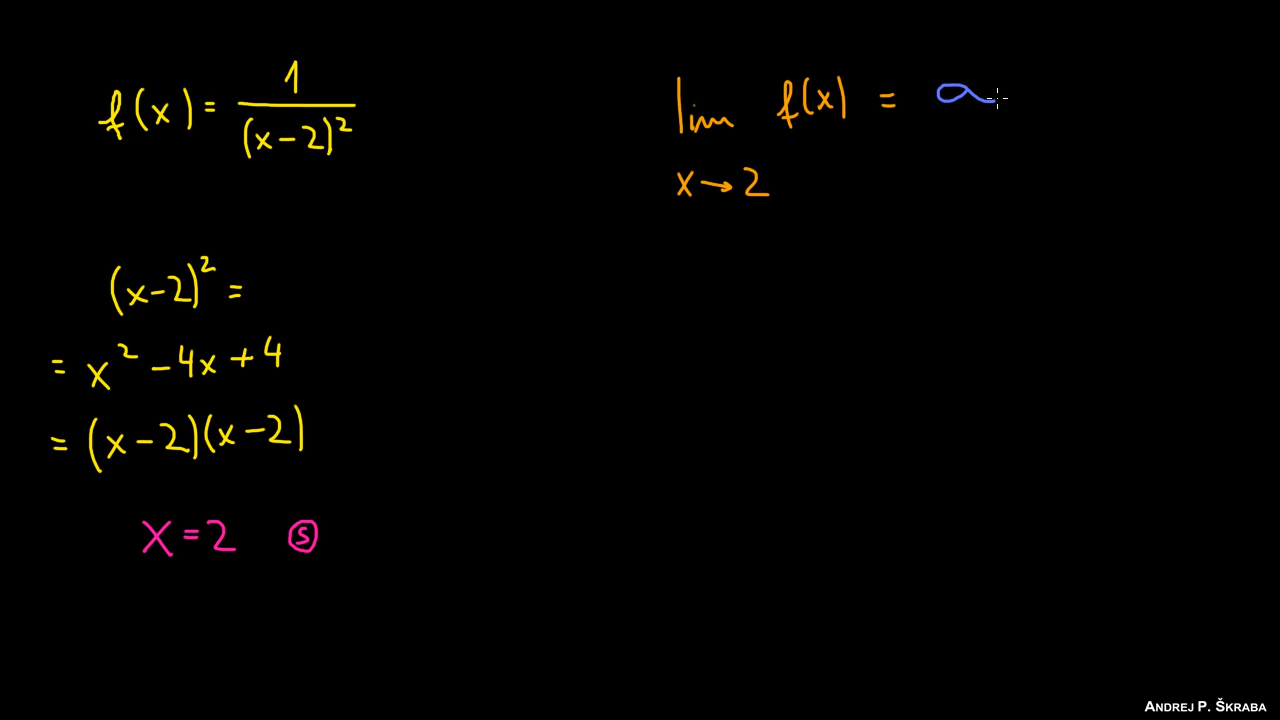 f(x) = 1/(x-2)²
(x-2)² =
= x² - 4x + 4
= (x-2)(x-2)
x = 2 Ⓢ
lim f(x) = ∞
x → 2
ANDREJ P. ŠKRABA